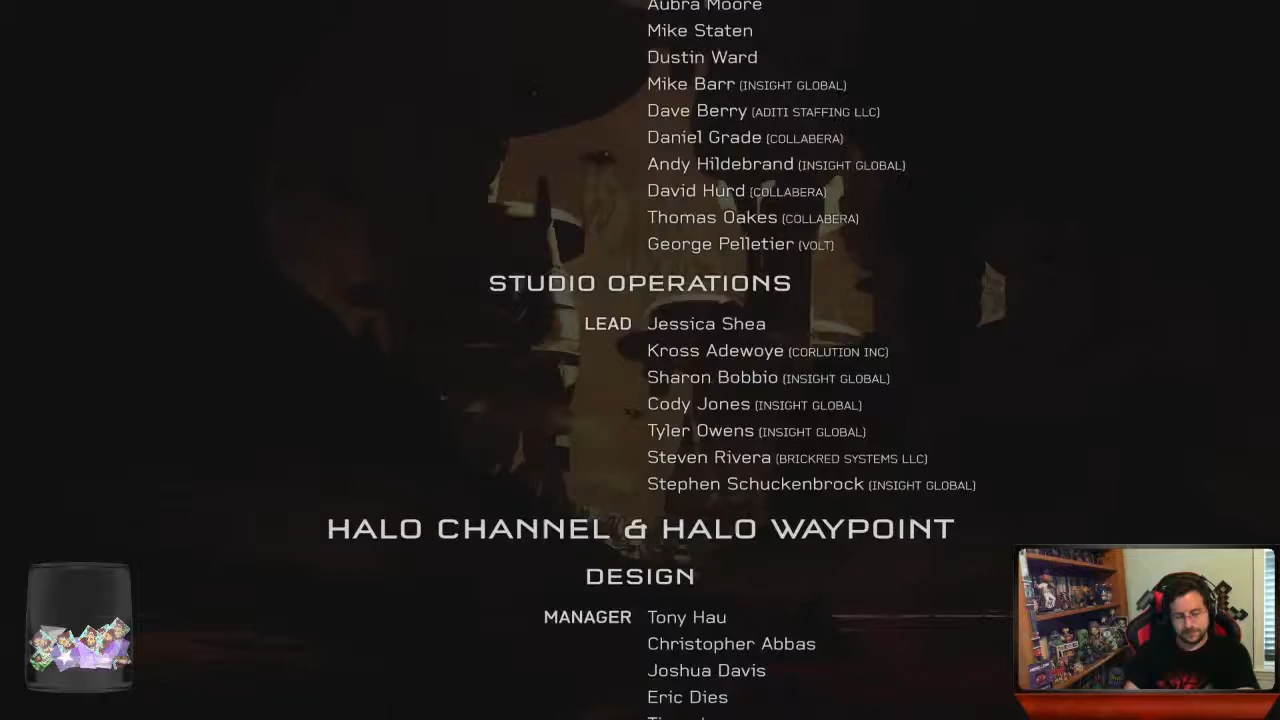 Aubra Moore
Mike Staten
Dustin Ward
Mike Barr (INSIGHT GLOBAL)
Dave Berry (ADITI STAFFING LLC)
Daniel Grade (COLLABERA)
Andy Hildebrand (INSIGHT GLOBAL)
David Hurd (COLLABERA)
Thomas Oakes (COLLABERA)
George Pelletier (VOLT)
STUDIO OPERATIONS
LEAD Jessica Shea
Kross Adewoye (CORLUTION INC)
Sharon Bobbio (INSIGHT GLOBAL)
Cody Jones (INSIGHT GLOBAL)
Tyler Owens (INSIGHT GLOBAL)
Steven Rivera (BRICKRED SYSTEMS LLC)
Stephen Schuckenbrock (INSIGHT GLOBAL)
HALO CHANNEL & HALO WAYPOINT
DESIGN
MANAGER Tony Hau
Christopher Abbas
Joshua Davis
Eric Dies